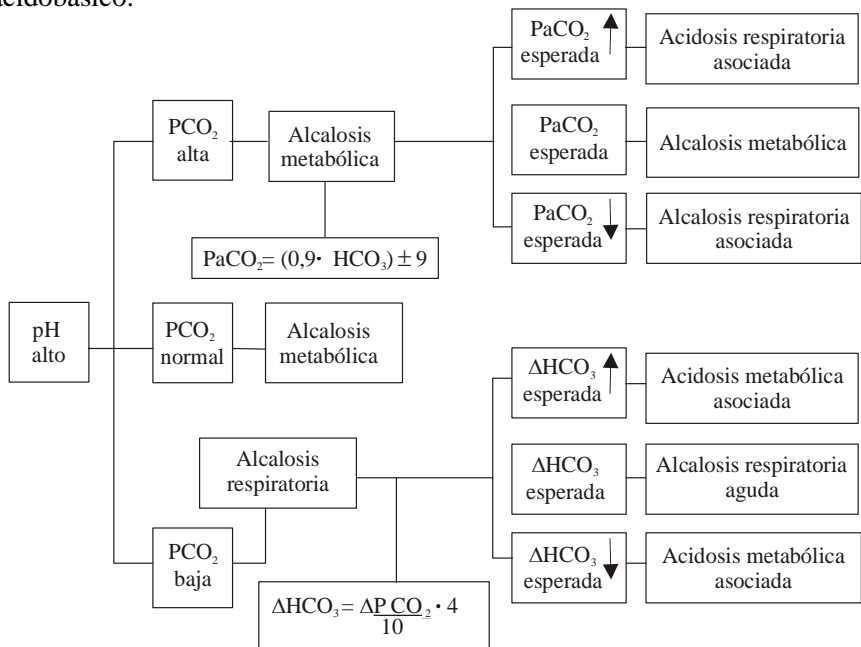 acidobásico.
PCO₂
alta
Alcalosis
metabólica
PaCO₂= (0,9· HCO₃) ± 9
PaCO₂
esperada
Acidosis respiratoria
asociada
PaCO₂
esperada
Alcalosis metabólica
PaCO₂
esperada
Alcalosis respiratoria
asociada
pH
alto
PCO₂
normal
Alcalosis
metabólica
PCO₂
baja
Alcalosis
respiratoria
ΔHCO₃= ΔP CO₂ · 4
10
ΔHCO₃
esperada
Acidosis metabólica
asociada
ΔHCO₃
esperada
Alcalosis respiratoria
aguda
ΔHCO₃
esperada
Acidosis metabólica
asociada